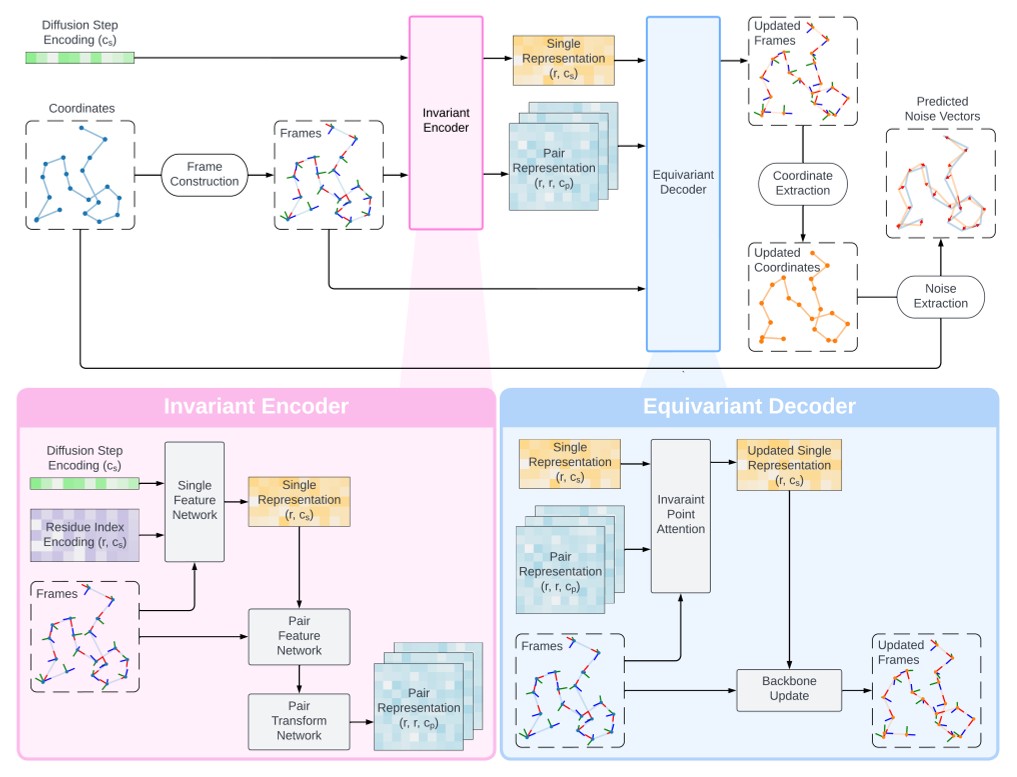 Diffusion Step
Encoding (cs)
Coordinates
Frame
Construction
Frames
Invariant
Encoder
Single
Representation
(r, cs)
Pair
Representation
(r, r, cp)
Equivariant
Decoder
Updated
Frames
Coordinate
Extraction
Updated
Coordinates
Predicted
Noise Vectors
Noise
Extraction
Invariant Encoder
Diffusion Step
Encoding (cs)
Residue Index
Encoding (r, cs)
Frames
Single
Feature
Network
Single
Representation
(r, cs)
Pair
Feature
Network
Pair
Transform
Network
Pair
Representation
(r, r, cp)
Equivariant Decoder
Single
Representation
(r, cs)
Pair
Representation
(r, r, cp)
Frames
Invaraint
Point
Attention
Updated Single
Representation
(r, cs)
Backbone
Update
Updated
Frames